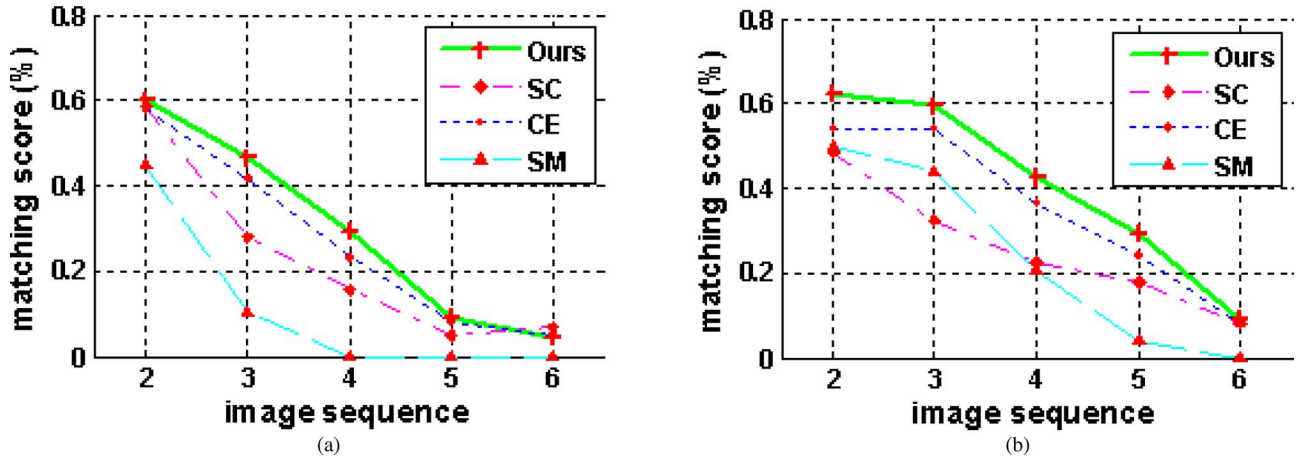 0.8
0.6
0.4
0.2
0
matching score (%)
Ours
SC
CE
SM
2 3 4 5 6
image sequence
(a)
0.8
0.6
0.4
0.2
0
matching score (%)
Ours
SC
CE
SM
2 3 4 5 6
image sequence
(b)